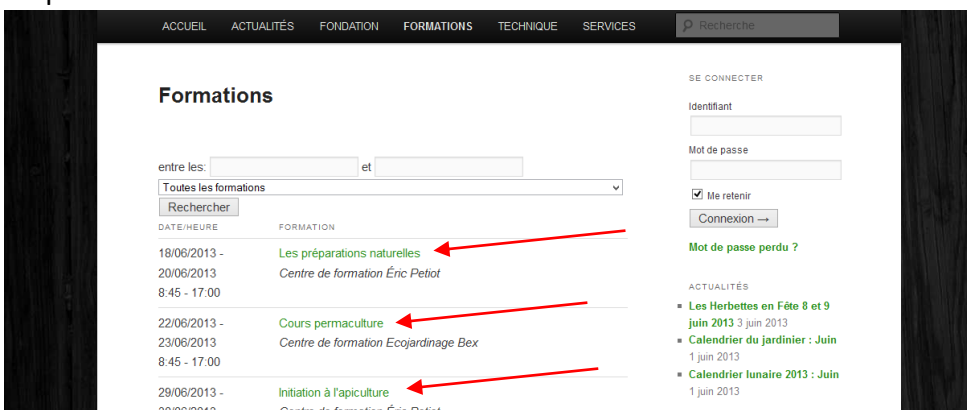 ACCUEIL ACTUALITÉS FONDATION FORMATIONS TECHNIQUE SERVICES Recherche
Formations
entre les: et
Toutes les formations
Rechercher
DATE/HEURE FORMATION
18/06/2013 - Les préparations naturelles
20/06/2013 Centre de formation Éric Petiot
8:45 - 17:00
22/06/2013 - Cours permaculture
23/06/2013 Centre de formation Ecojardinage Bex
8:45 - 17:00
29/06/2013 - Initiation à l'apiculture
SE CONNECTER
Identifiant
Mot de passe
Me retenir
Connexion →
Mot de passe perdu ?
ACTUALITÉS
Les Herbettes en Fête 8 et 9
juin 2013 3 juin 2013
Calendrier du jardinier : Juin
1 juin 2013
Calendrier lunaire 2013 : Juin
1 juin 2013